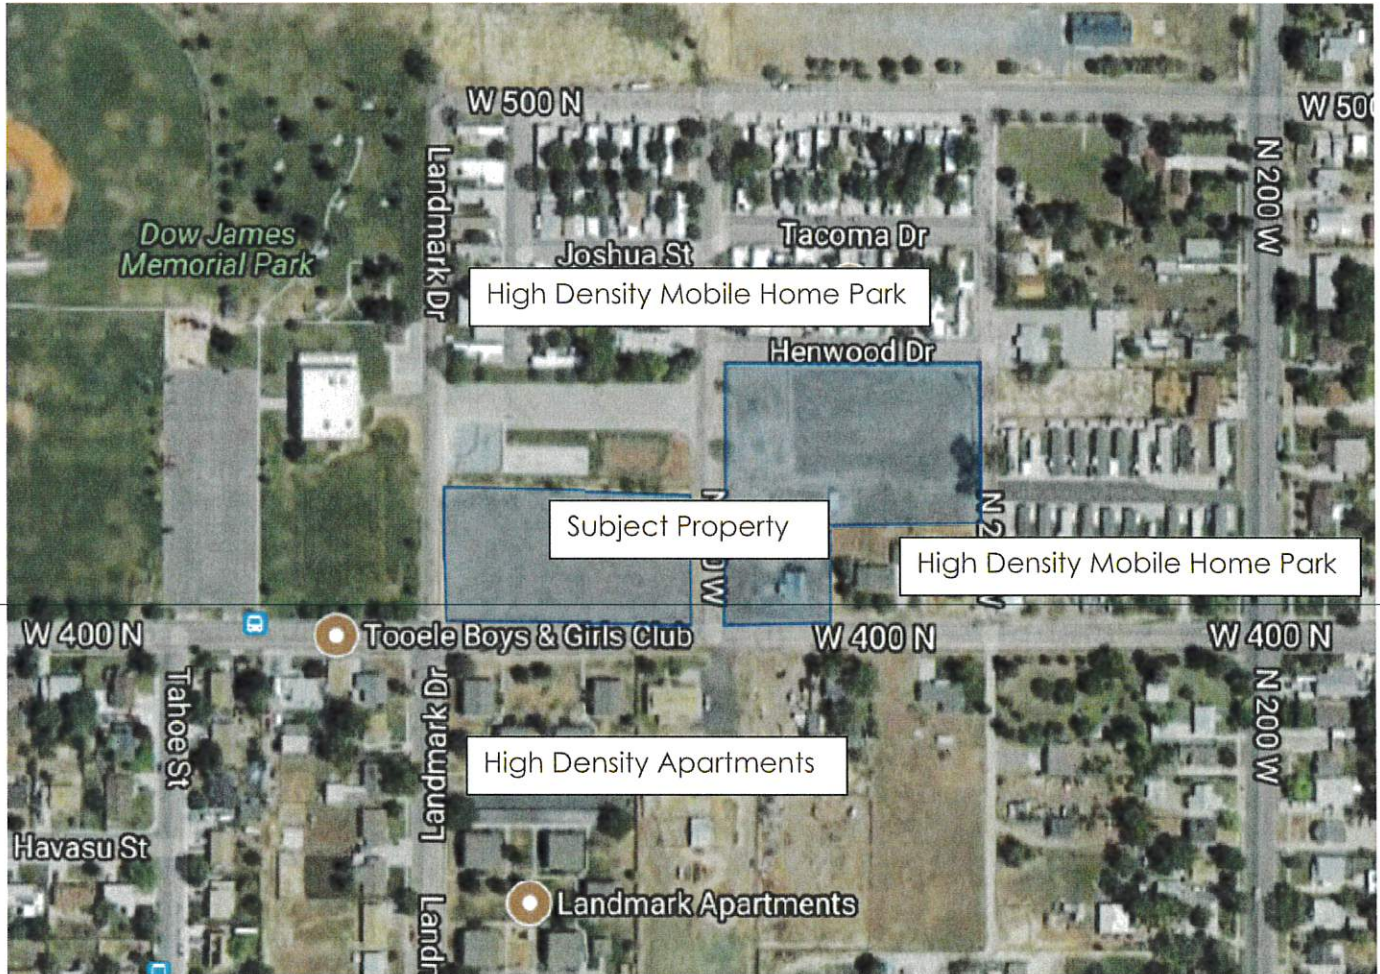 W 500 N
W 500
Landmark Dr
N 200 W
Dow James
Memorial Park
Tacoma Dr
Joshua St
High Density Mobile Home Park
Henwood Dr
Subject Property
High Density Mobile Home Park
W 400 N
Tooele Boys & Girls Club
W 400 N
W 400 N
Tahoe St
Landmark Dr
N 200 W
High Density Apartments
Havasu St
Landmark Apartments